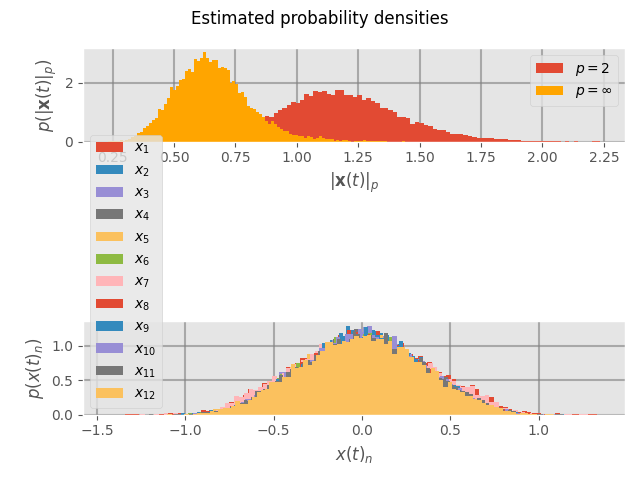 Estimated probability densities
p(|x(t)|_p)
2
0
p = 2
p = ∞
0.25 0.50 0.75 1.00 1.25 1.50 1.75 2.00 2.25
|x(t)|_p
x_1
x_2
x_3
x_4
x_5
x_6
x_7
x_8
x_9
x_10
x_11
x_12
p(x(t)_n)
1.0
0.5
0.0
−1.5 −1.0 −0.5 0.0 0.5 1.0
x(t)_n